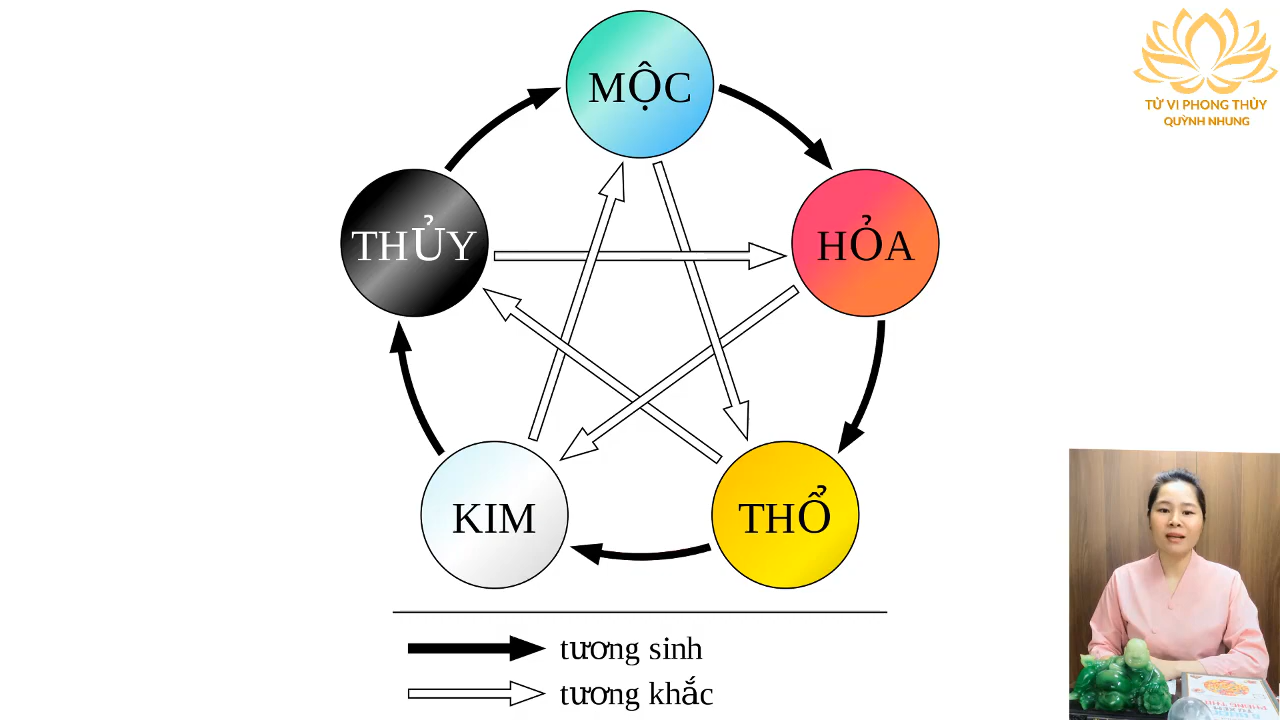 MỘC
TỬ VI PHONG THỦY
QUỲNH NHUNG
THỦY
HỎA
KIM
THỔ
tương sinh
tương khắc